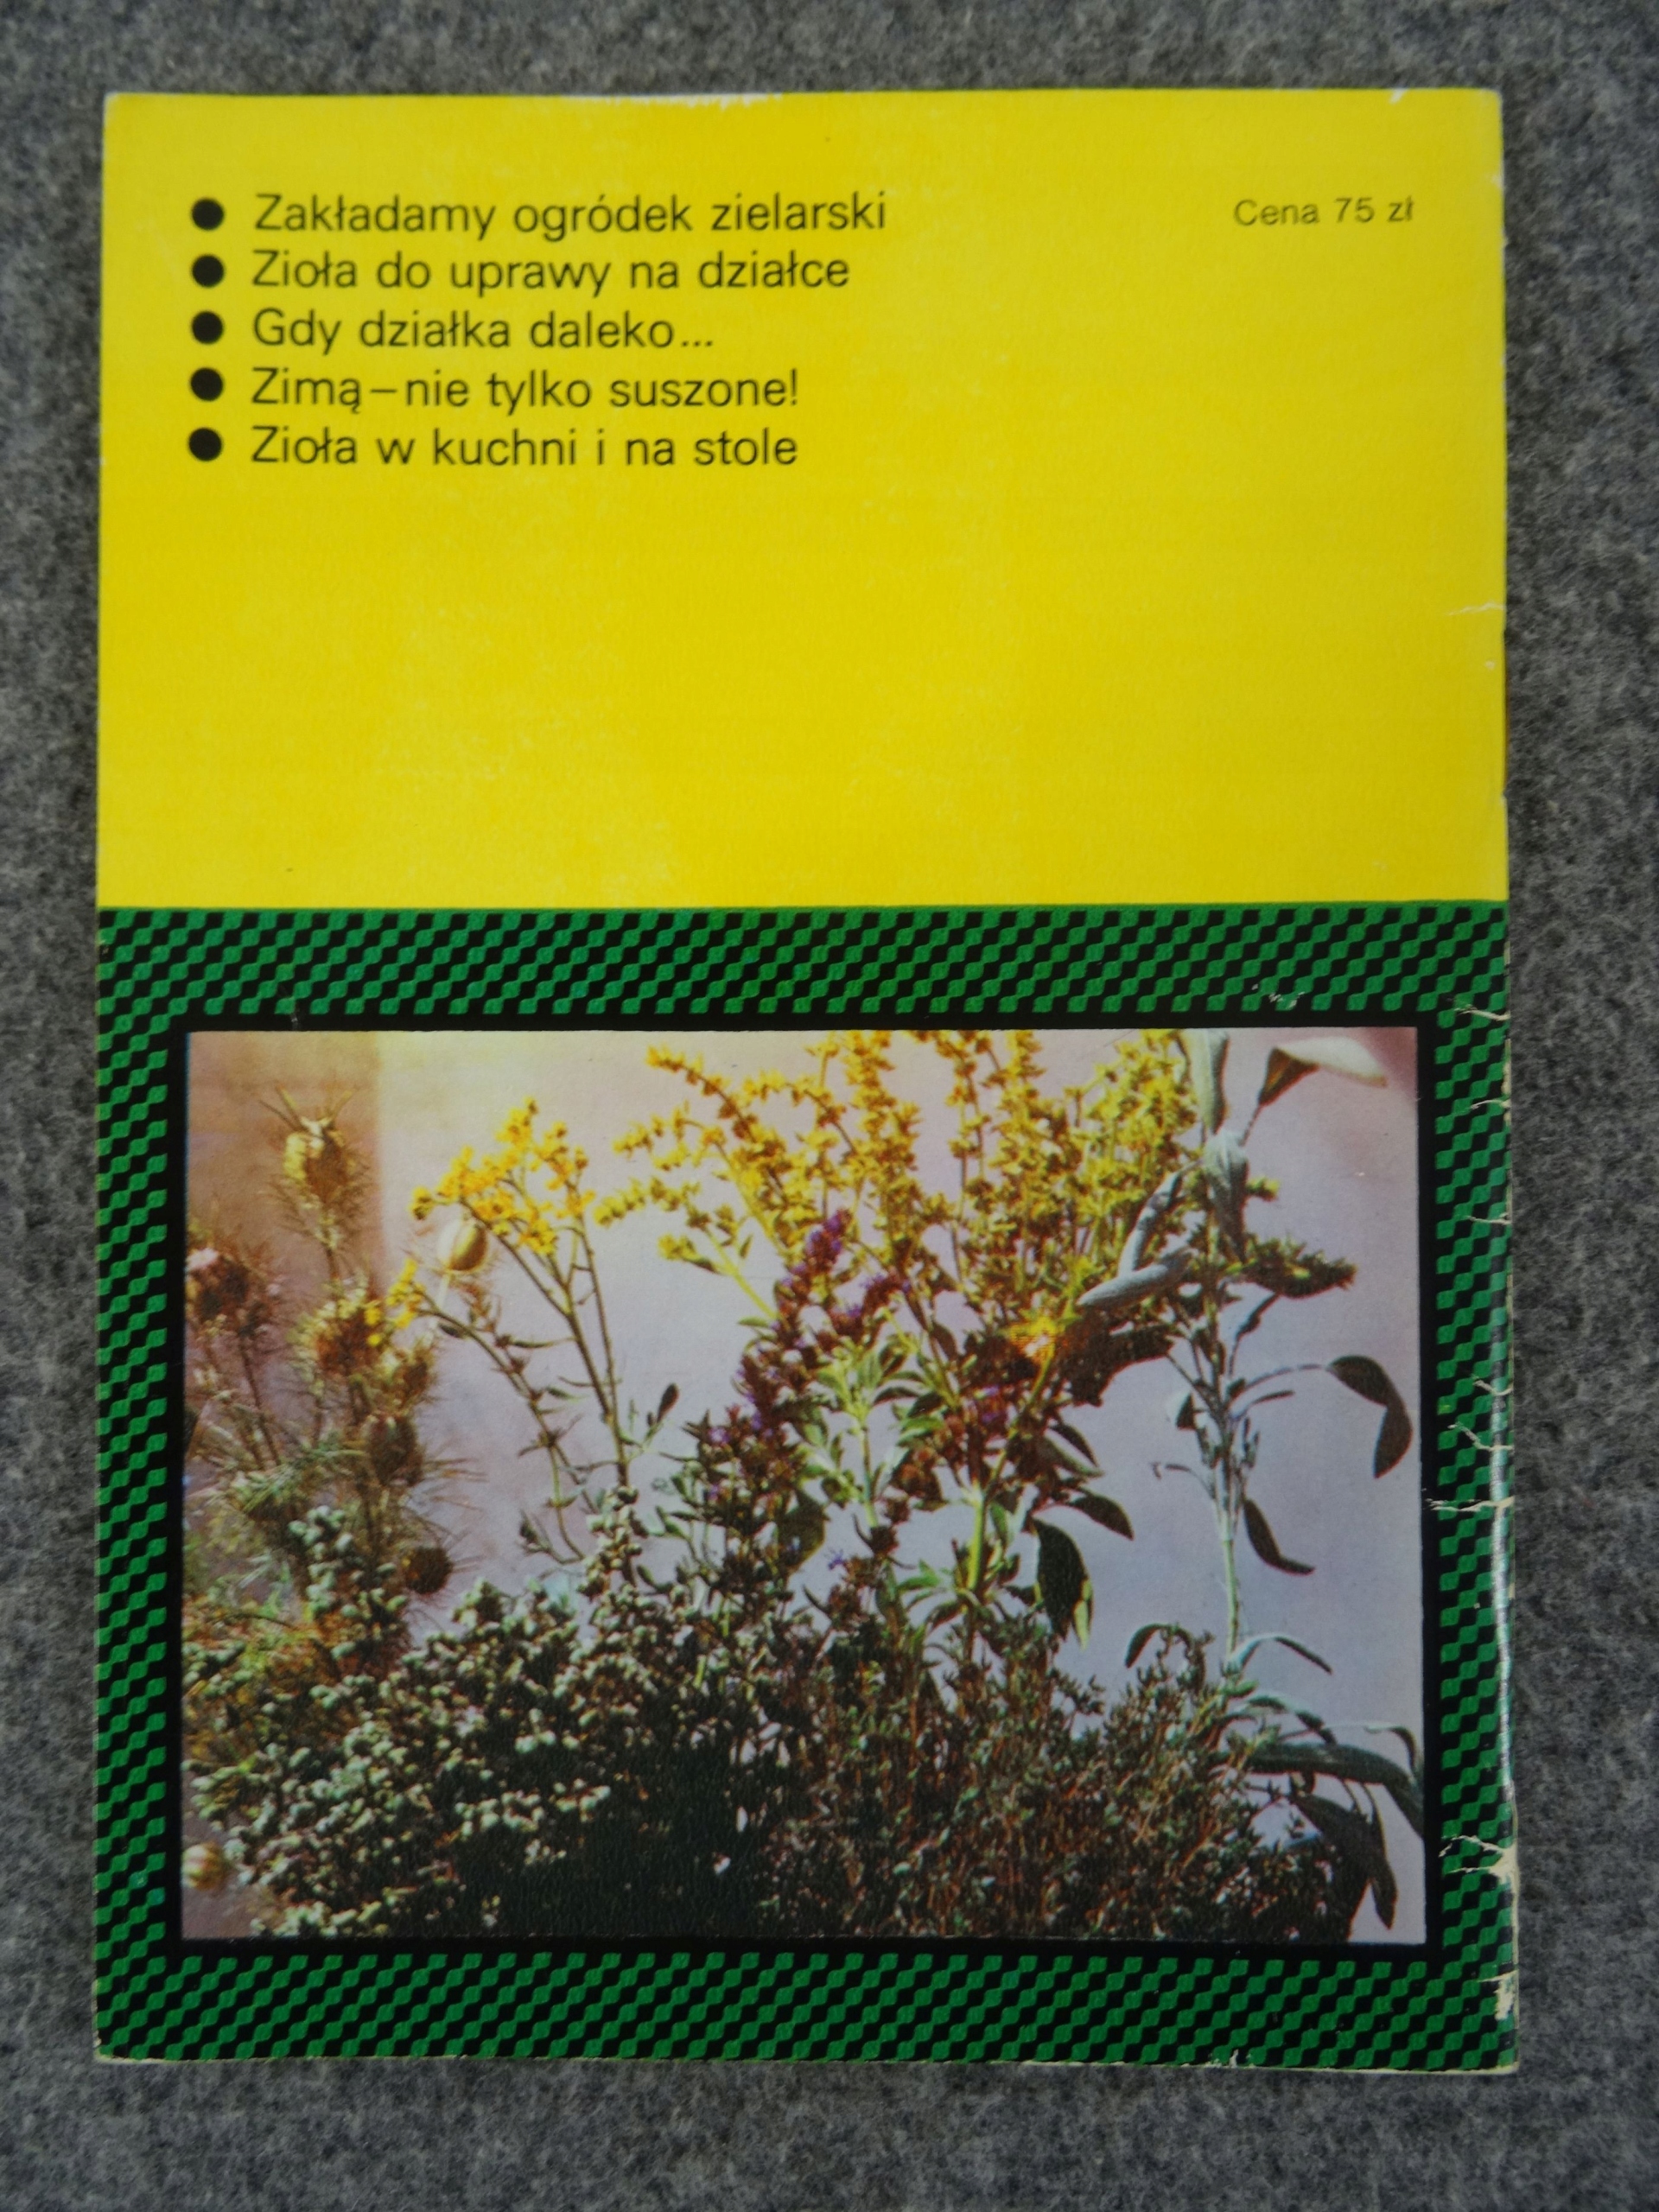 ● Zakładamy ogródek zielarski
Cena 75 zł
● Zioła do uprawy na działce
● Gdy działka daleko...
● Zimą – nie tylko suszone!
● Zioła w kuchni i na stole